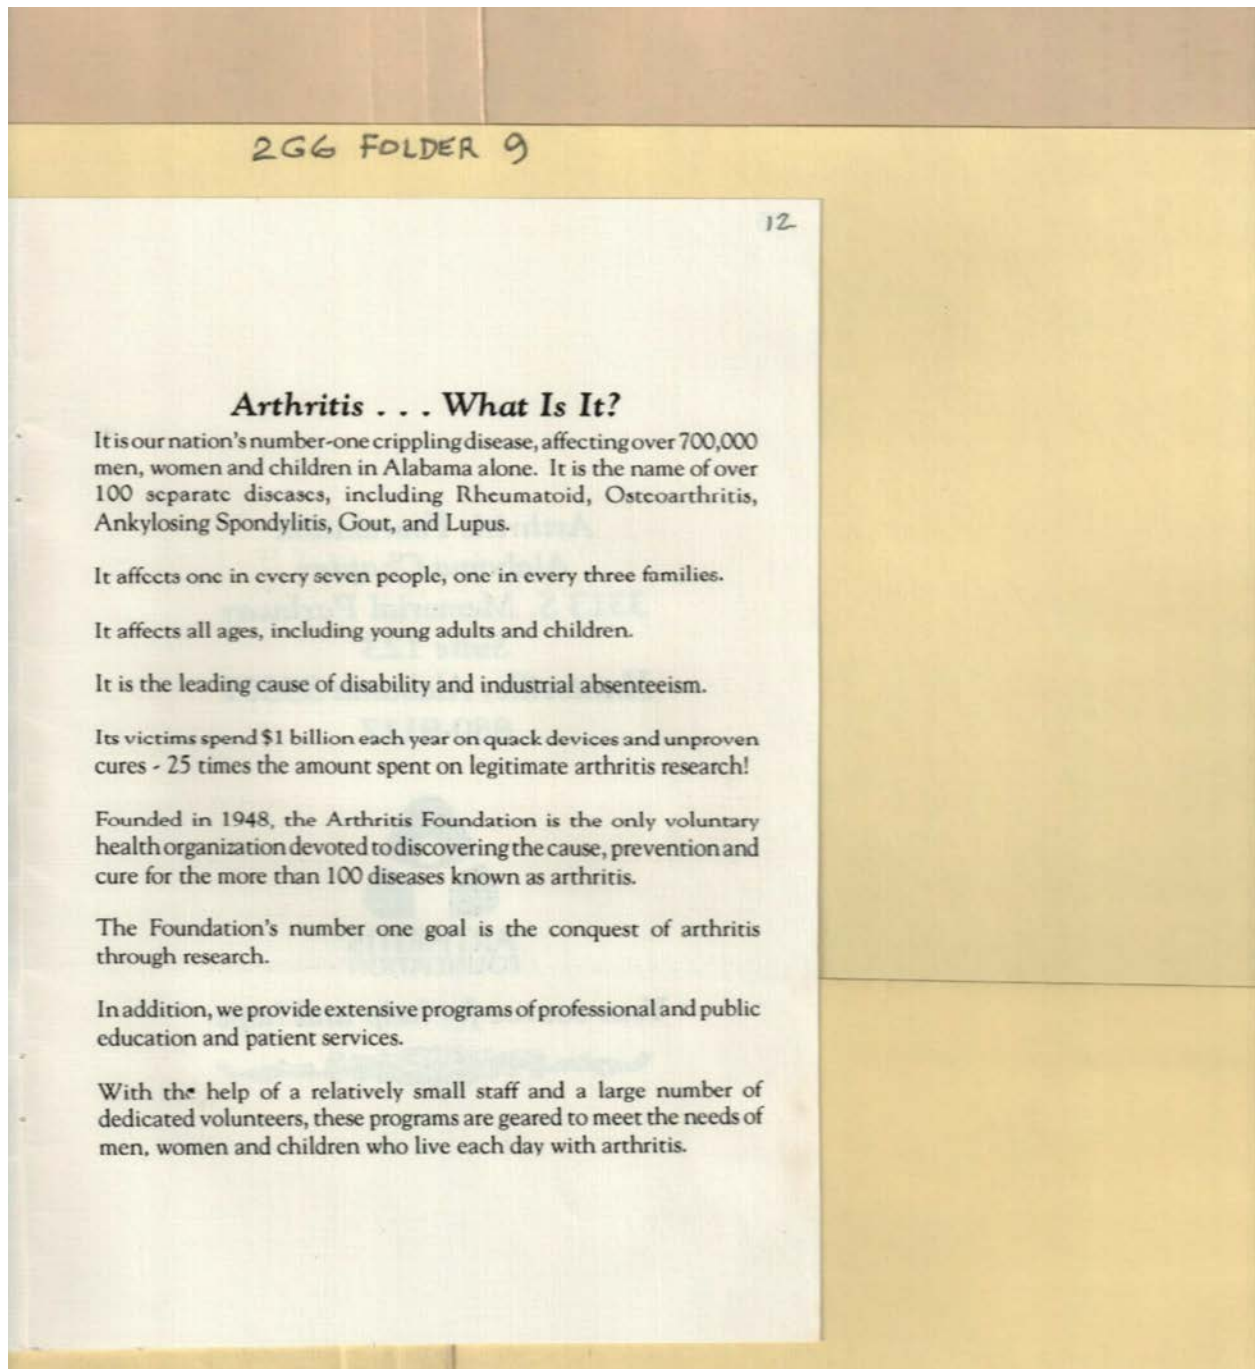 2GG FOLDER 9
12
Arthritis . . . What Is It?
It is our nation's number-one crippling disease, affecting over 700,000
men, women and children in Alabama alone. It is the name of over
100 separate diseases, including Rheumatoid, Osteoarthritis,
Ankylosing Spondylitis, Gout, and Lupus.
It affects one in every seven people, one in every three families.
It affects all ages, including young adults and children.
It is the leading cause of disability and industrial absenteeism.
Its victims spend $1 billion each year on quack devices and unproven
cures - 25 times the amount spent on legitimate arthritis research!
Founded in 1948, the Arthritis Foundation is the only voluntary
health organization devoted to discovering the cause, prevention and
cure for the more than 100 diseases known as arthritis.
The Foundation's number one goal is the conquest of arthritis
through research.
In addition, we provide extensive programs of professional and public
education and patient services.
With the help of a relatively small staff and a large number of
dedicated volunteers, these programs are geared to meet the needs of
men, women and children who live each day with arthritis.